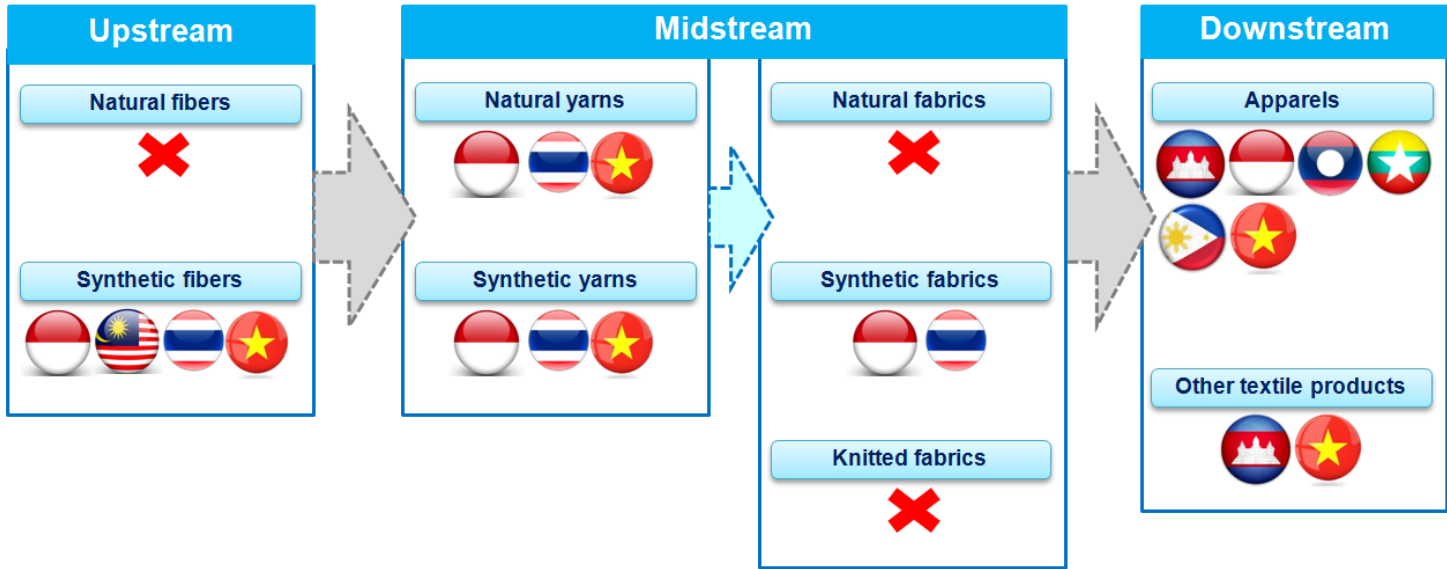 Upstream
Midstream
Downstream
Natural fibers
Synthetic fibers
Natural yarns
Synthetic yarns
Natural fabrics
Synthetic fabrics
Knitted fabrics
Apparels
Other textile products